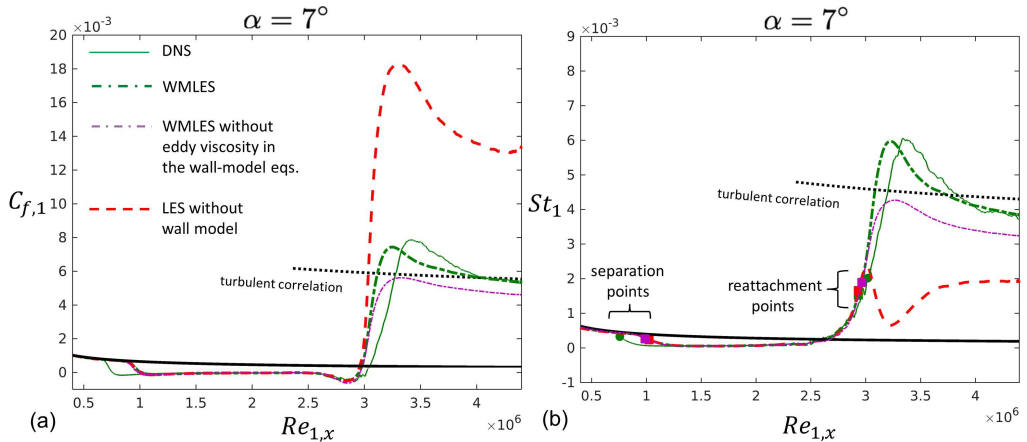 α = 7°
×10⁻³
20
18
16
14
12
10
8
6
4
2
0
C_f,1
DNS
WMLES
WMLES without
eddy viscosity in
the wall-model eqs.
LES without
wall model
turbulent correlation
0.5
1
1.5
2
2.5
3
3.5
4
×10⁶
Re_1,x
(a)
α = 7°
×10⁻³
9
8
7
6
5
4
3
2
1
0
-1
St_1
turbulent correlation
separation
points
reattachment
points
0.5
1
1.5
2
2.5
3
3.5
4
×10⁶
Re_1,x
(b)